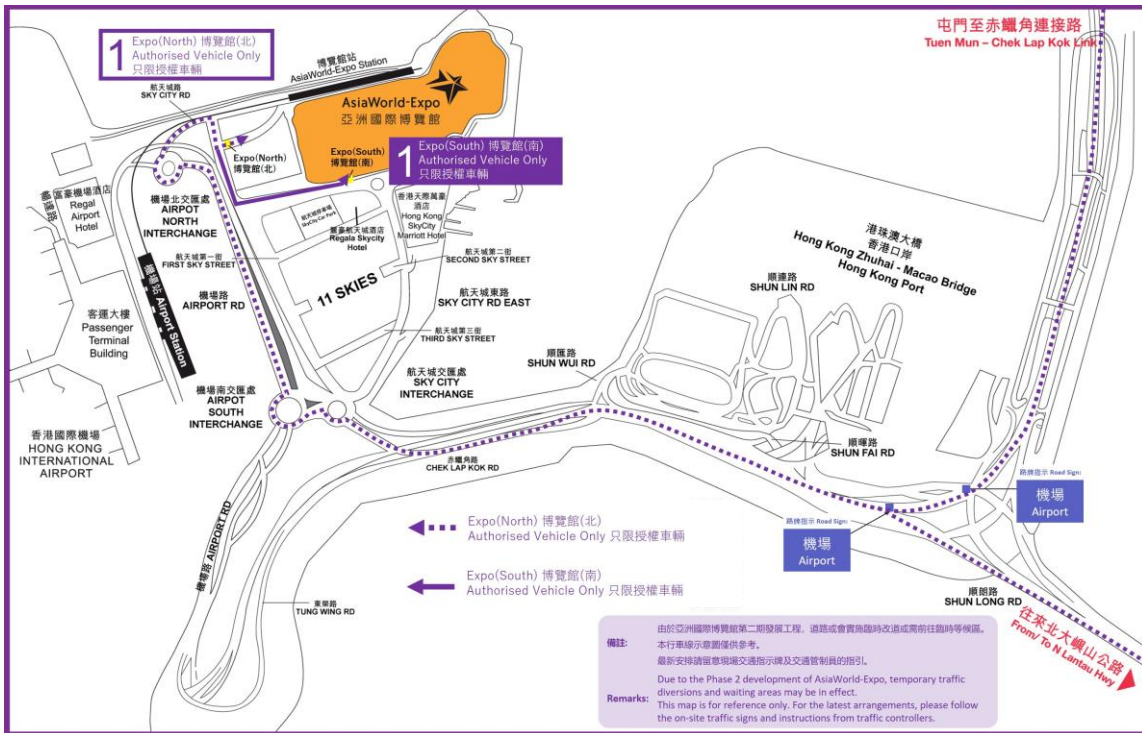 屯門至赤鱲角連接路
Tuen Mun – Chek Lap Kok Link
1
Expo(North) 博覽館(北)
Authorised Vehicle Only
只限授權車輛
博覽館站
AsiaWorld-Expo Station
航天城路
SKY CITY RD
AsiaWorld-Expo
亞洲國際博覽館
Expo(North)
博覽館(北)
Expo(South)
博覽館(南)
1
Expo(South) 博覽館(南)
Authorised Vehicle Only
只限授權車輛
暢達路
富豪機場酒店
Regal
Airport
Hotel
機場北交匯處
AIRPOT
NORTH
INTERCHANGE
航天城停車場
SkyCity Car Park
麗豪航天城酒店
Regala Skycity
Hotel
香港天際萬豪
酒店
Hong Kong
SkyCity
Marriott Hotel
航天城第一街
FIRST SKY STREET
航天城第二街
SECOND SKY STREET
11 SKIES
航天城東路
SKY CITY RD EAST
航天城第三街
THIRD SKY STREET
機場站 Airport Station
機場路
AIRPORT RD
客運大樓
Passenger
Terminal
Building
港珠澳大橋
香港口岸
Hong Kong Zhuhai - Macao Bridge
Hong Kong Port
順連路
SHUN LIN RD
順匯路
SHUN WUI RD
航天城交匯處
SKY CITY
INTERCHANGE
機場南交匯處
AIRPOT
SOUTH
INTERCHANGE
香港國際機場
HONG KONG
INTERNATIONAL
AIRPORT
赤鱲角路
CHEK LAP KOK RD
順暉路
SHUN FAI RD
路牌指示 Road Sign:
機場
Airport
路牌指示 Road Sign:
機場
Airport
機場路 AIRPORT RD
東榮路
TUNG WING RD
Expo(North) 博覽館(北)
Authorised Vehicle Only 只限授權車輛
Expo(South) 博覽館(南)
Authorised Vehicle Only 只限授權車輛
順朗路
SHUN LONG RD
往來北大嶼山公路
From/ To N Lantau Hwy
備註:
由於亞洲國際博覽館第二期發展工程，道路或會實施臨時改道或需前往臨時等候區。
本行車線示意圖僅供參考。
最新安排請留意現場交通指示牌及交通管制員的指引。
Remarks:
Due to the Phase 2 development of AsiaWorld-Expo, temporary traffic
diversions and waiting areas may be in effect.
This map is for reference only. For the latest arrangements, please follow
the on-site traffic signs and instructions from traffic controllers.